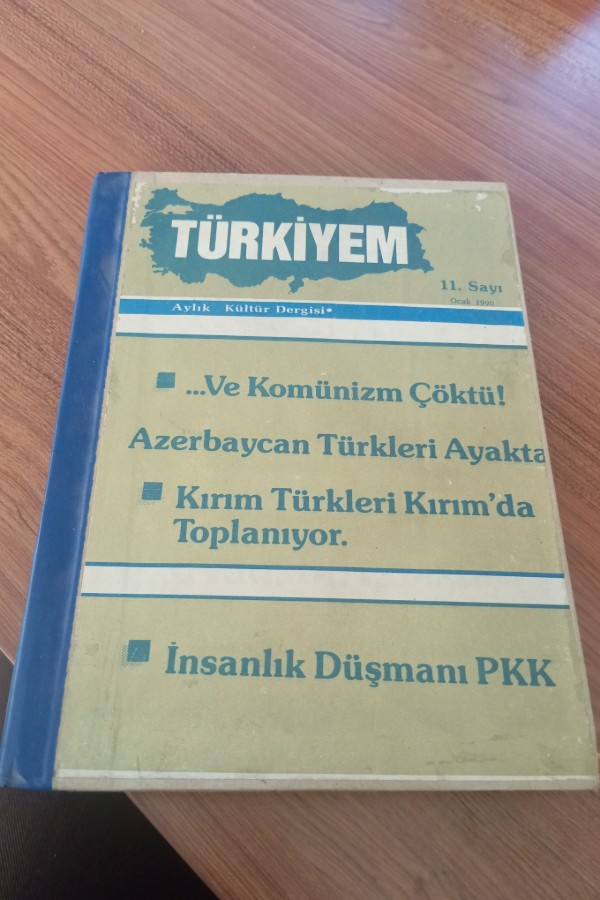 TÜRKİYEM
11. Sayı
Ocak 1990
Aylık Kültür Dergisi
...Ve Komünizm Çöktü!
Azerbaycan Türkleri Ayakta
Kırım Türkleri Kırım'da
Toplanıyor.
İnsanlık Düşmanı PKK